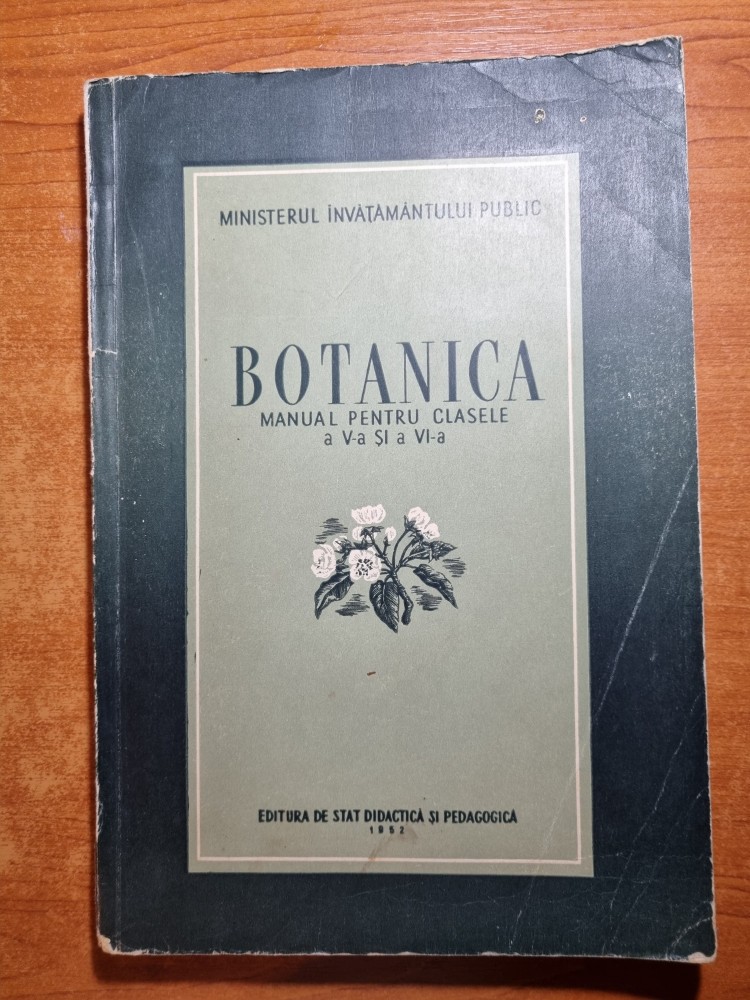 MINISTERUL ÎNVĂȚĂMÂNTULUI PUBLIC
BOTANICA
MANUAL PENTRU CLASELE
a V-a ȘI a VI-a
EDITURA DE STAT DIDACTICĂ ȘI PEDAGOGICĂ
1952